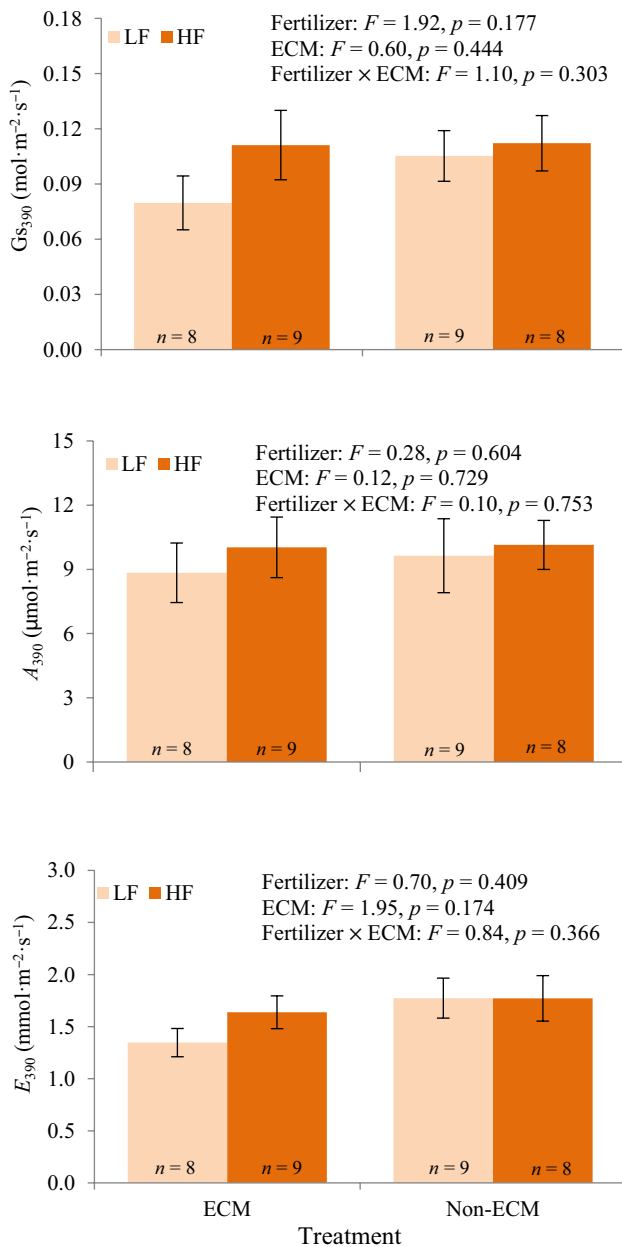 0.18
LF HF
Fertilizer: F = 1.92, p = 0.177
ECM: F = 0.60, p = 0.444
Fertilizer × ECM: F = 1.10, p = 0.303
0.15
0.12
0.09
0.06
0.03
0.00
Gs390 (mol·m−2·s−1)
n = 8
n = 9
n = 9
n = 8
15
LF HF
Fertilizer: F = 0.28, p = 0.604
ECM: F = 0.12, p = 0.729
Fertilizer × ECM: F = 0.10, p = 0.753
12
9
6
3
0
A390 (μmol·m−2·s−1)
n = 8
n = 9
n = 9
n = 8
3.0
LF HF
Fertilizer: F = 0.70, p = 0.409
ECM: F = 1.95, p = 0.174
Fertilizer × ECM: F = 0.84, p = 0.366
2.5
2.0
1.5
1.0
0.5
0.0
E390 (mmol·m−2·s−1)
n = 8
n = 9
n = 9
n = 8
ECM
Non-ECM
Treatment